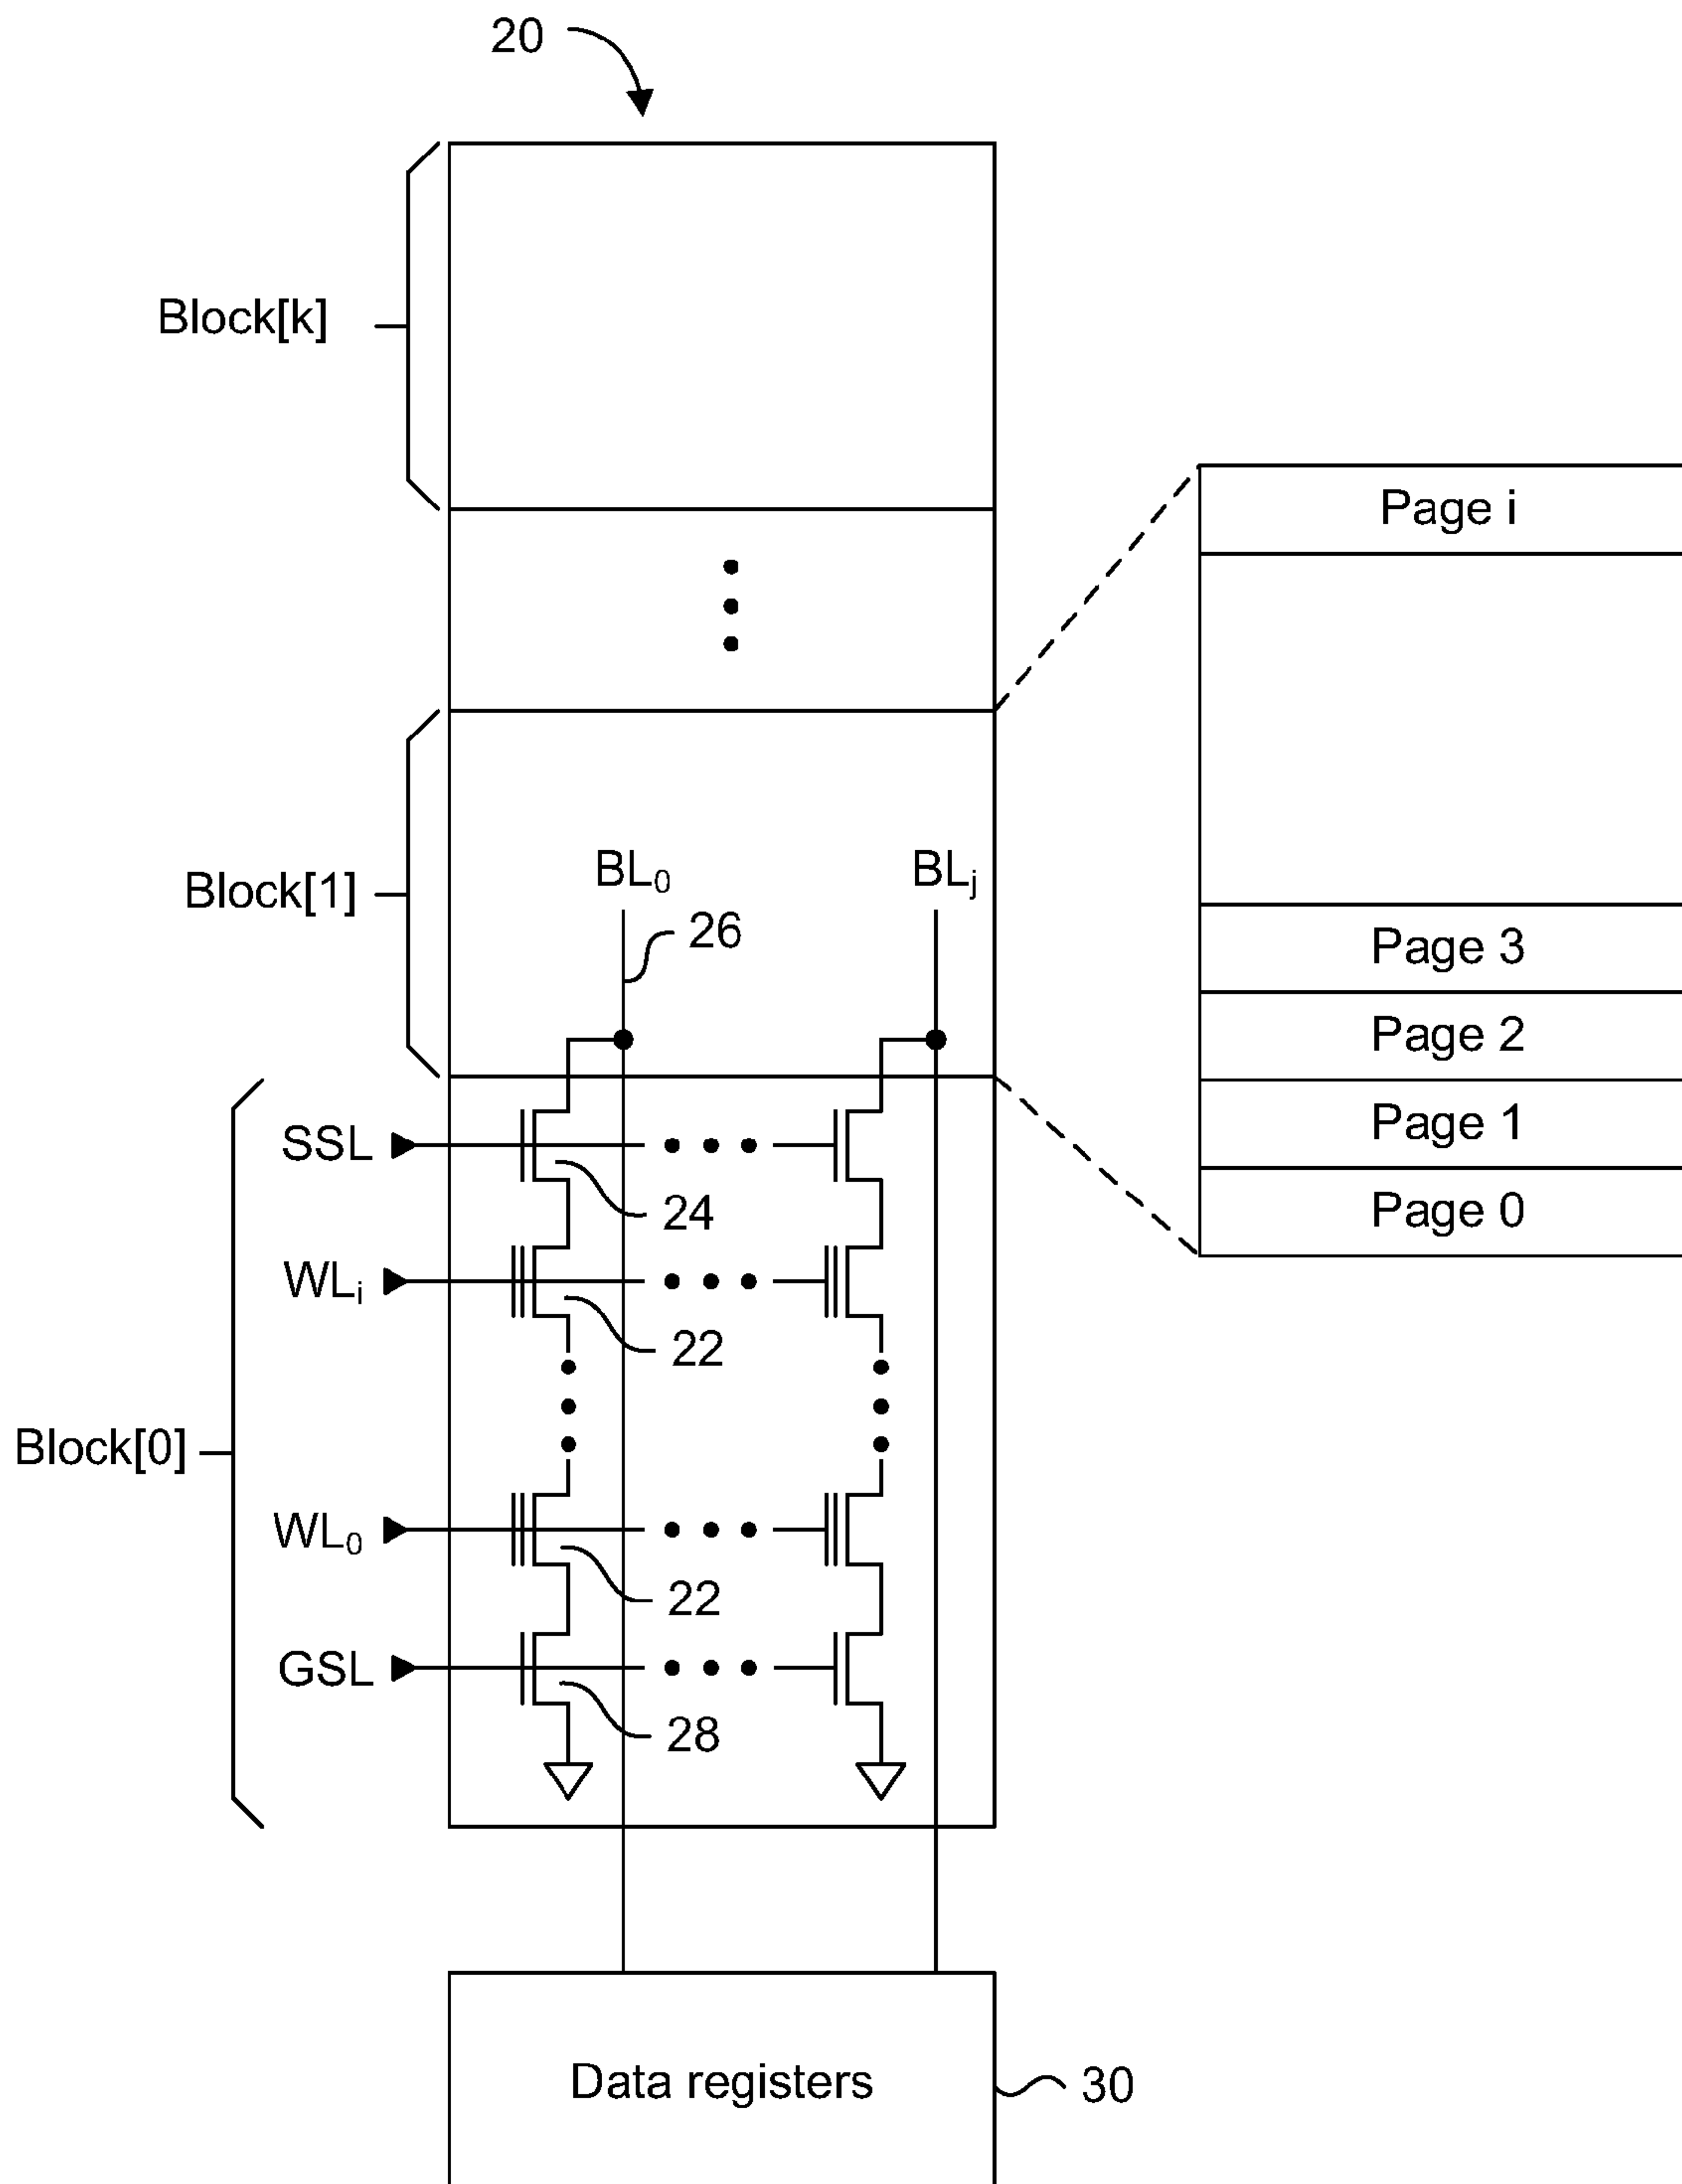 20
Block[k]
Page i
Block[1]
BL₀
BLⱼ
26
Page 3
Page 2
Page 1
Page 0
SSL
24
WLᵢ
22
Block[0]
WL₀
22
GSL
28
Data registers
30